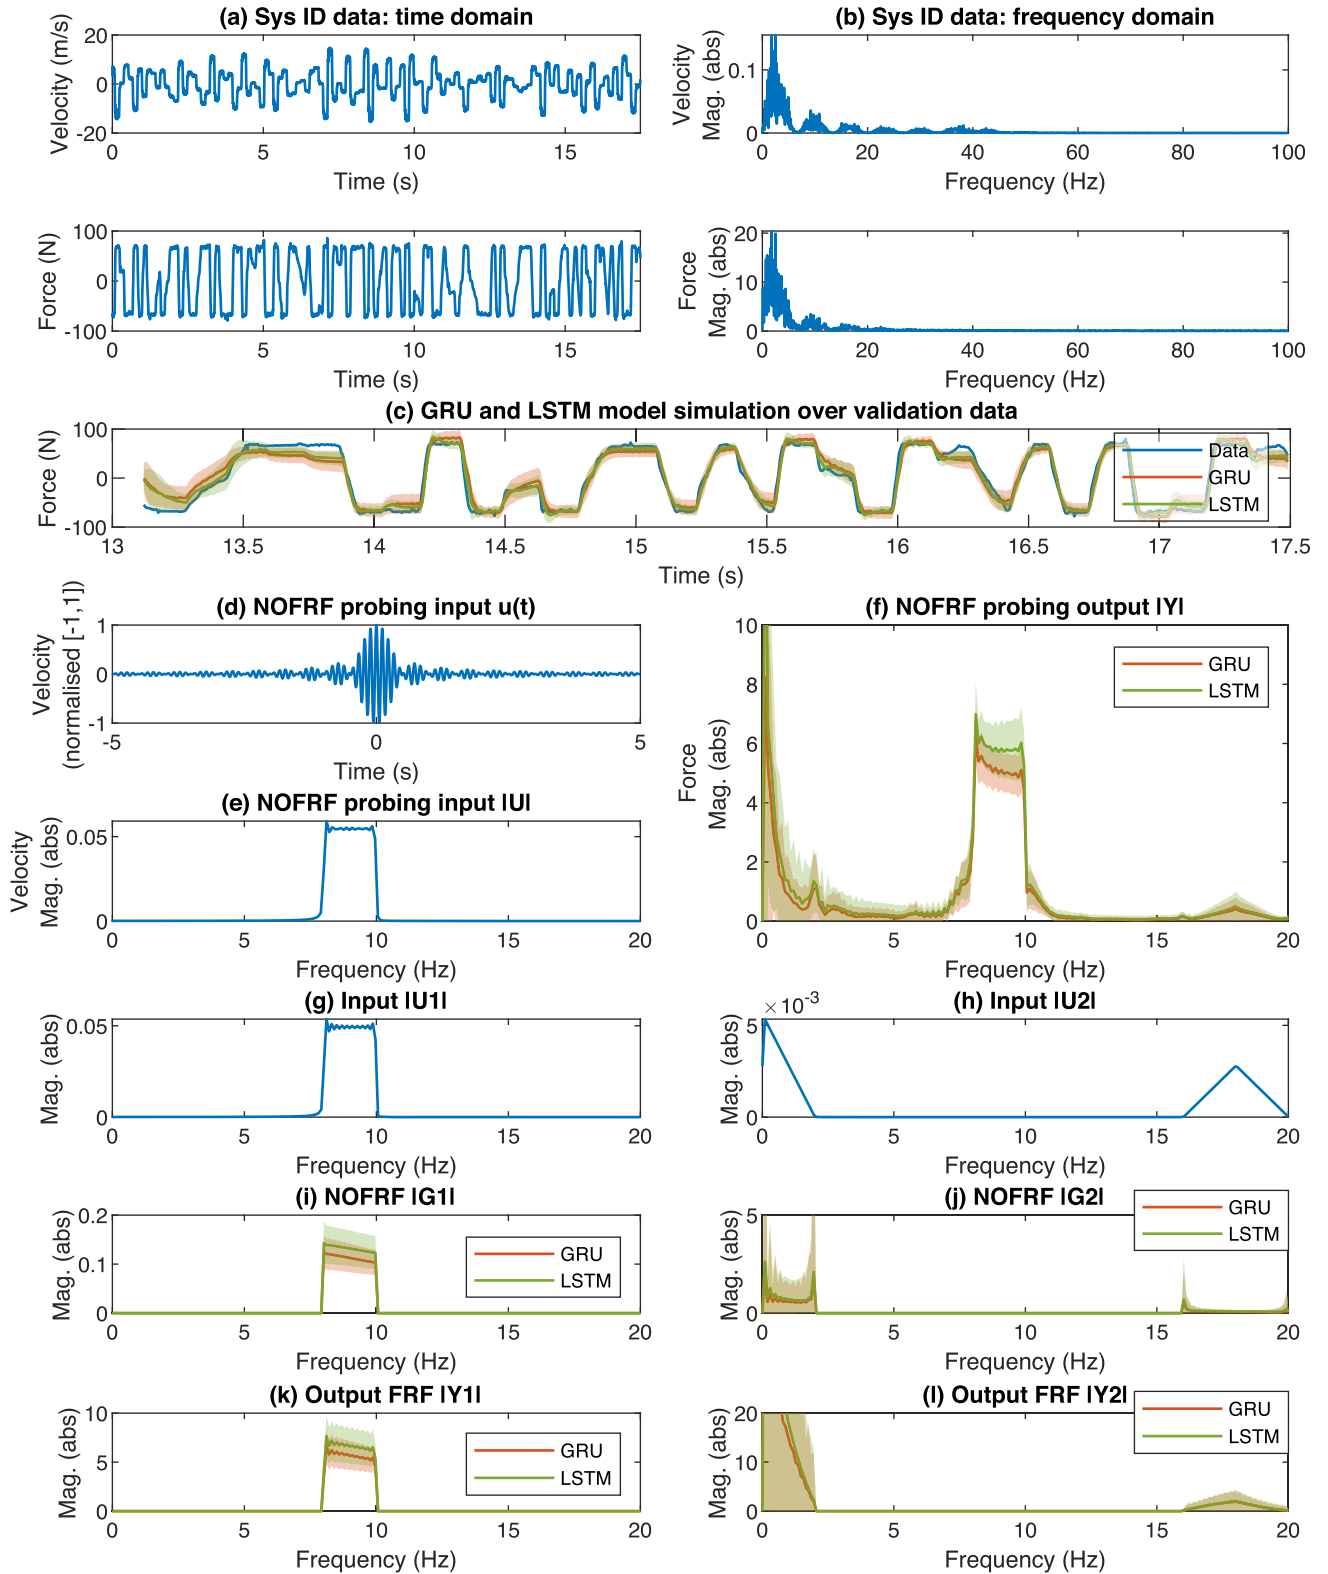 (a) Sys ID data: time domain
Velocity (m/s)
20
0
-20
0 5 10 15
Time (s)
(b) Sys ID data: frequency domain
Velocity
Mag. (abs)
0.1
0
0 20 40 60 80 100
Frequency (Hz)
Force (N)
100
0
-100
0 5 10 15
Time (s)
Force
Mag. (abs)
20
10
0
0 20 40 60 80 100
Frequency (Hz)
(c) GRU and LSTM model simulation over validation data
Force (N)
100
0
-100
Data
GRU
LSTM
13 13.5 14 14.5 15 15.5 16 16.5 17 17.5
Time (s)
(d) NOFRF probing input u(t)
Velocity
(normalised [-1,1])
1
0
-1
-5 0 5
Time (s)
(e) NOFRF probing input |U|
Velocity
Mag. (abs)
0.05
0
0 5 10 15 20
Frequency (Hz)
(f) NOFRF probing output |Y|
Force
Mag. (abs)
10
8
6
4
2
0
GRU
LSTM
0 5 10 15 20
Frequency (Hz)
(g) Input |U1|
Mag. (abs)
0.05
0
0 5 10 15 20
Frequency (Hz)
(h) Input |U2|
×10-3
Mag. (abs)
5
0
0 5 10 15 20
Frequency (Hz)
(i) NOFRF |G1|
Mag. (abs)
0.2
0.1
0
GRU
LSTM
0 5 10 15 20
Frequency (Hz)
(j) NOFRF |G2|
Mag. (abs)
5
0
GRU
LSTM
0 5 10 15 20
Frequency (Hz)
(k) Output FRF |Y1|
Mag. (abs)
10
5
0
GRU
LSTM
0 5 10 15 20
Frequency (Hz)
(l) Output FRF |Y2|
Mag. (abs)
20
10
0
GRU
LSTM
0 5 10 15 20
Frequency (Hz)